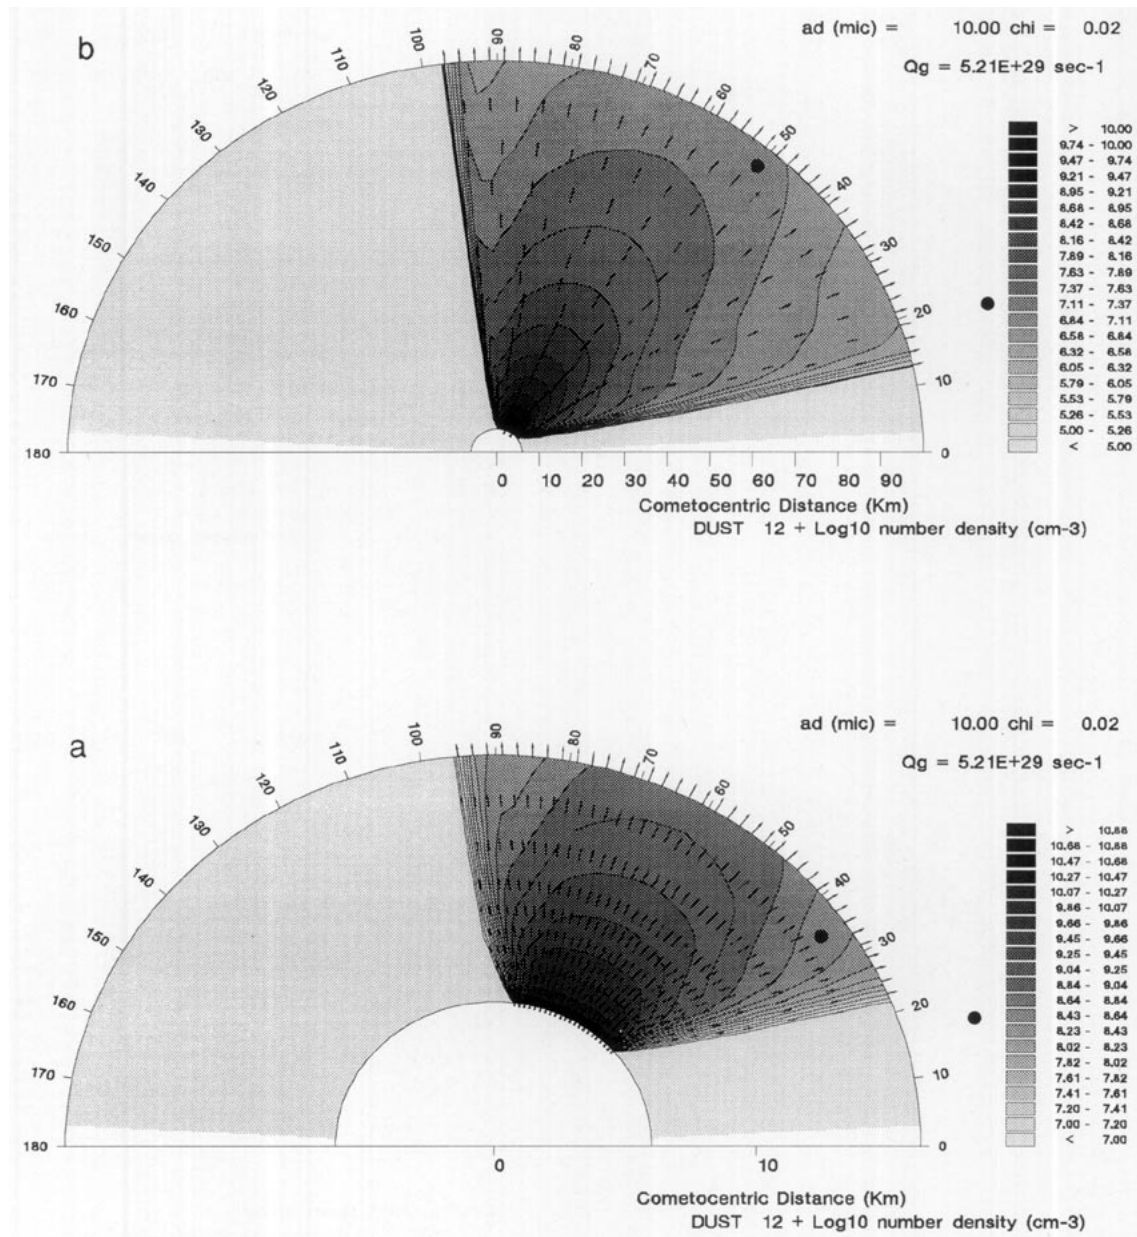 b
ad (mic) = 10.00 chi = 0.02
Qg = 5.21E+29 sec-1
180 170 160 150 140 130 120 110 100 90 80 70 60 50 40 30 20 10 0
> 10.00
9.74 - 10.00
9.47 - 9.74
9.21 - 9.47
8.95 - 9.21
8.68 - 8.95
8.42 - 8.68
8.16 - 8.42
7.89 - 8.16
7.63 - 7.89
7.37 - 7.63
7.11 - 7.37
6.84 - 7.11
6.58 - 6.84
6.32 - 6.58
6.05 - 6.32
5.79 - 6.05
5.53 - 5.79
5.26 - 5.53
5.00 - 5.26
< 5.00
0 10 20 30 40 50 60 70 80 90
Cometocentric Distance (Km)
DUST 12 + Log10 number density (cm-3)
a
ad (mic) = 10.00 chi = 0.02
Qg = 5.21E+29 sec-1
180 170 160 150 140 130 120 110 100 90 80 70 60 50 40 30 20 10 0
> 10.88
10.68 - 10.88
10.47 - 10.68
10.27 - 10.47
10.07 - 10.27
9.86 - 10.07
9.66 - 9.86
9.45 - 9.66
9.25 - 9.45
9.04 - 9.25
8.84 - 9.04
8.64 - 8.84
8.43 - 8.64
8.23 - 8.43
8.02 - 8.23
7.82 - 8.02
7.61 - 7.82
7.41 - 7.61
7.20 - 7.41
7.00 - 7.20
< 7.00
0 10
Cometocentric Distance (Km)
DUST 12 + Log10 number density (cm-3)